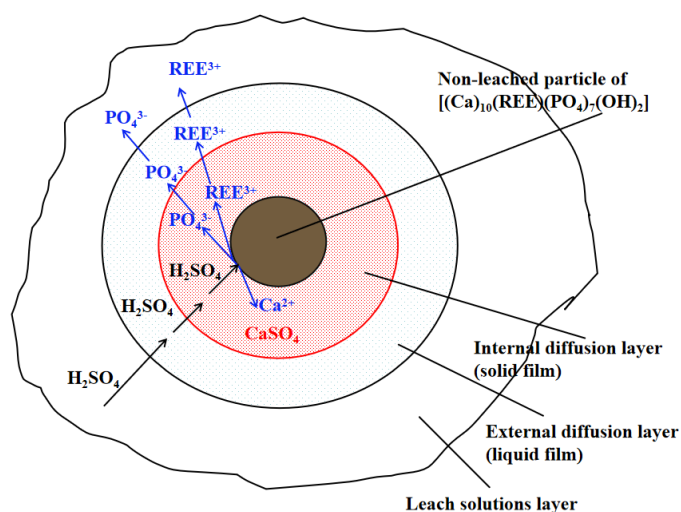 REE³⁺
Non-leached particle of
[(Ca)₁₀(REE)(PO₄)₇(OH)₂]
PO₄³⁻
REE³⁺
PO₄³⁻
REE³⁺
PO₄³⁻
H₂SO₄
H₂SO₄
Ca²⁺
CaSO₄
H₂SO₄
Internal diffusion layer
(solid film)
External diffusion layer
(liquid film)
Leach solutions layer